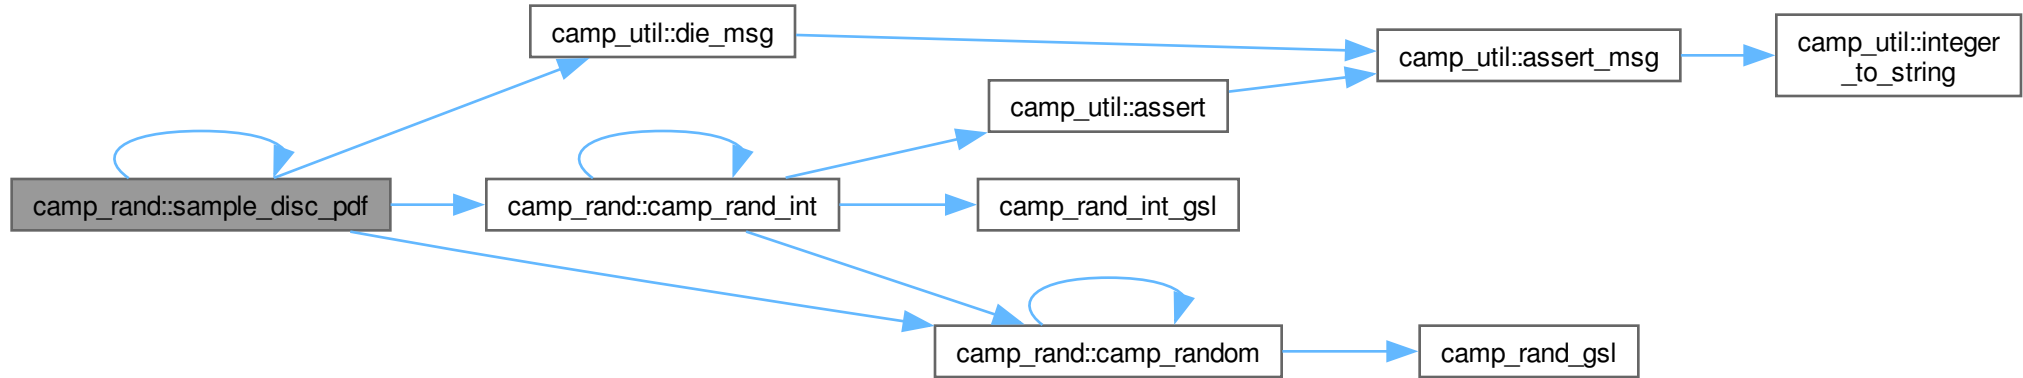 camp_util::die_msg
camp_util::assert_msg
camp_util::integer
_to_string
camp_util::assert
camp_rand::sample_disc_pdf
camp_rand::camp_rand_int
camp_rand_int_gsl
camp_rand::camp_random
camp_rand_gsl